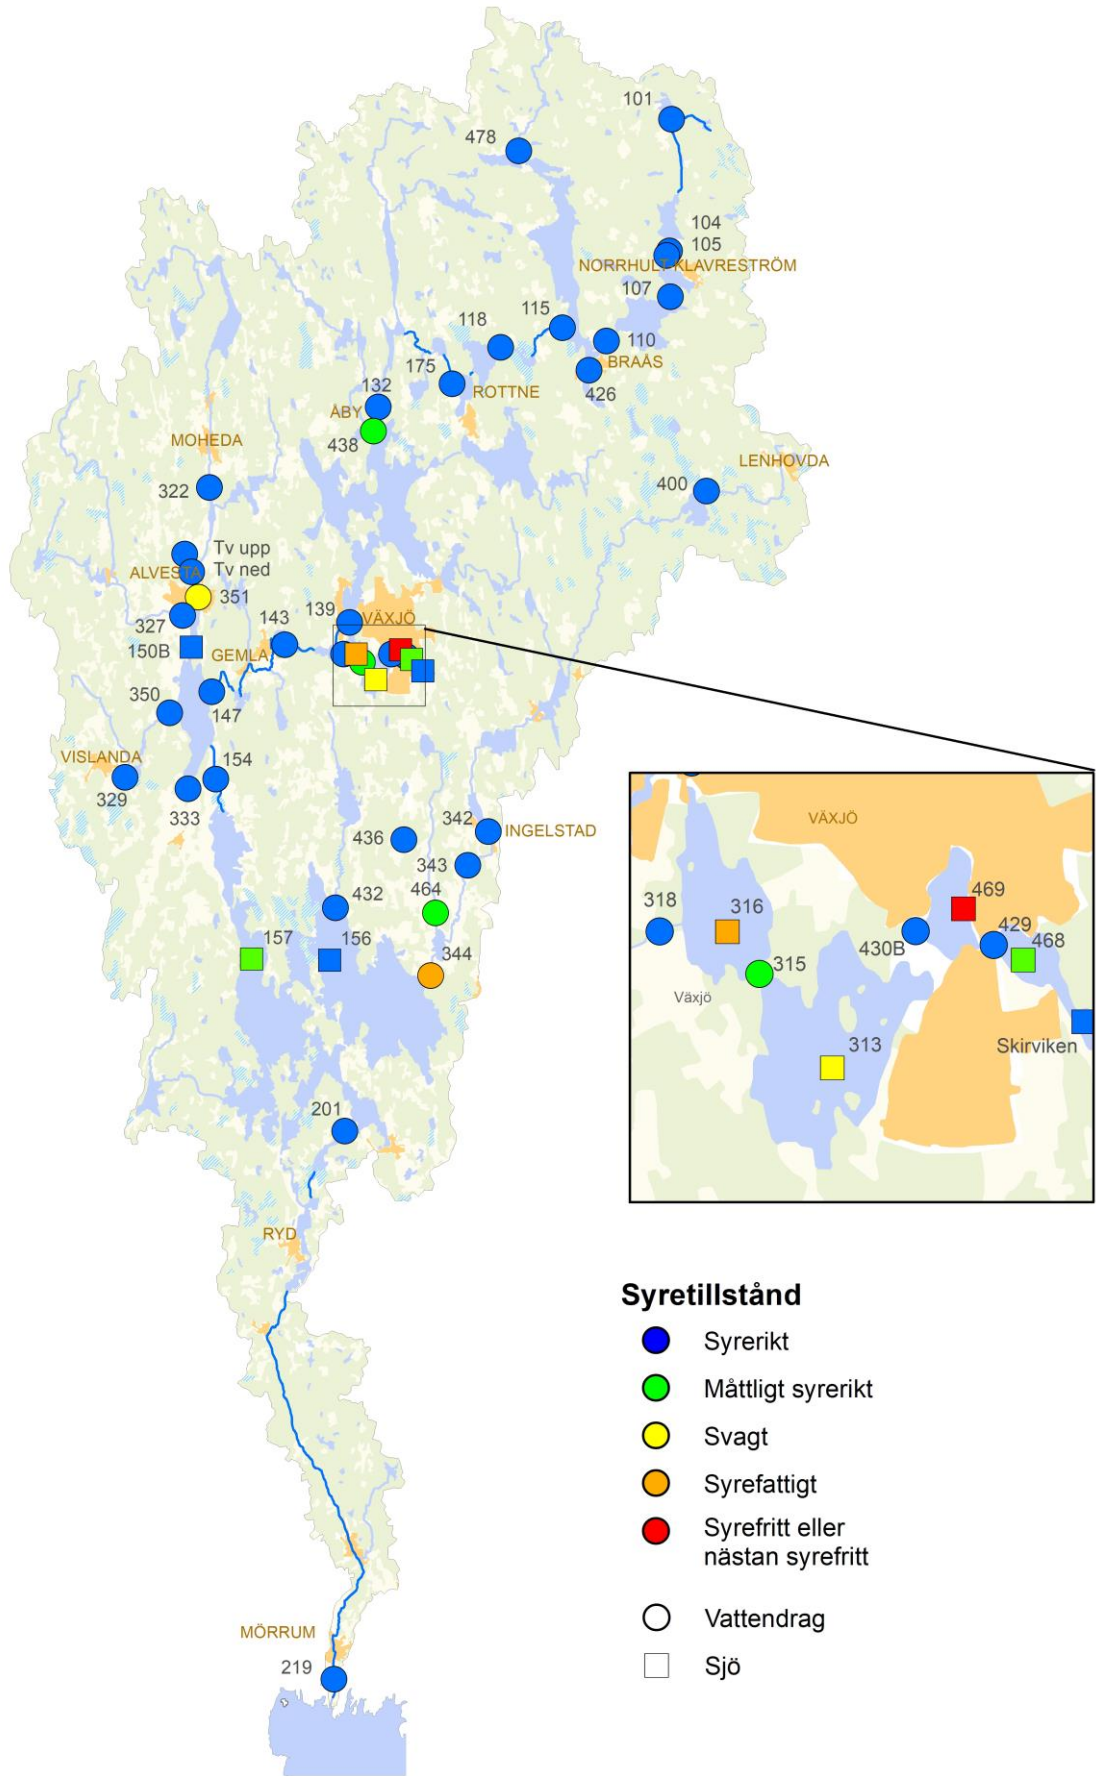 101
478
104
105
NORRHULT-KLAVRESTRÖM
107
115
118
110
BRAÅS
175
426
132
ROTTNE
ÅBY
438
MOHEDA
LENHOVDA
400
322
Tv upp
Tv ned
ALVESTA
351
139
VÄXJÖ
327
143
150B
GEMLA
350
147
VISLANDA
154
329
333
342
INGELSTAD
436
343
464
432
157
156
344
201
RYD
MÖRRUM
219
VÄXJÖ
469
318
316
429
430B
468
315
Växjö
313
Skirviken
Syretillstånd
Syrerikt
Måttligt syrerikt
Svagt
Syrefattigt
Syrefritt eller
nästan syrefritt
Vattendrag
Sjö